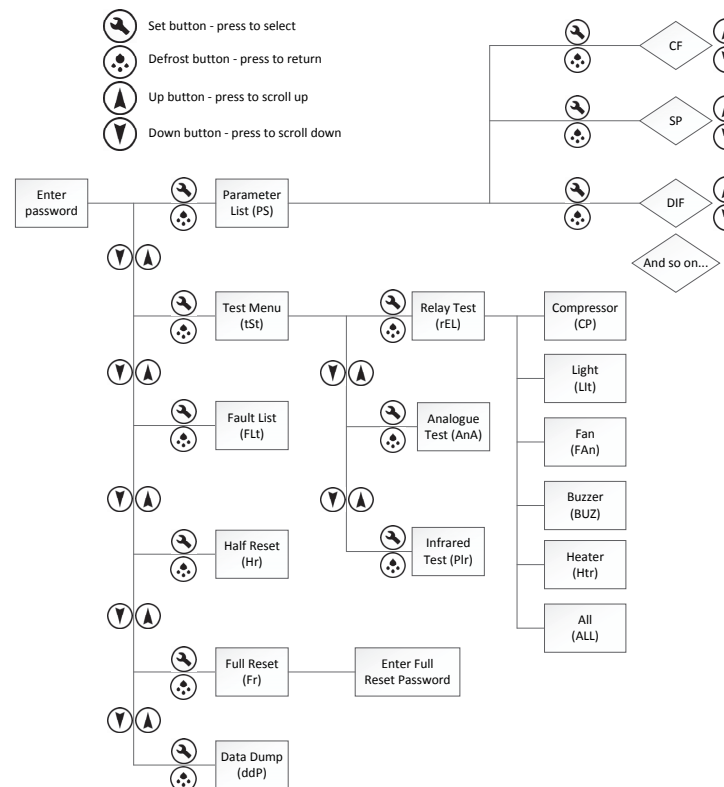 Set button - press to select
Defrost button - press to return
Up button - press to scroll up
Down button - press to scroll down
CF
SP
DIF
And so on...
Enter
password
Parameter
List (PS)
Test Menu
(tSt)
Relay Test
(rEL)
Compressor
(CP)
Light
(LIt)
Fault List
(FLt)
Analogue
Test (AnA)
Fan
(FAn)
Buzzer
(BUZ)
Half Reset
(Hr)
Infrared
Test (PIr)
Heater
(Htr)
All
(ALL)
Full Reset
(Fr)
Enter Full
Reset Password
Data Dump
(ddP)